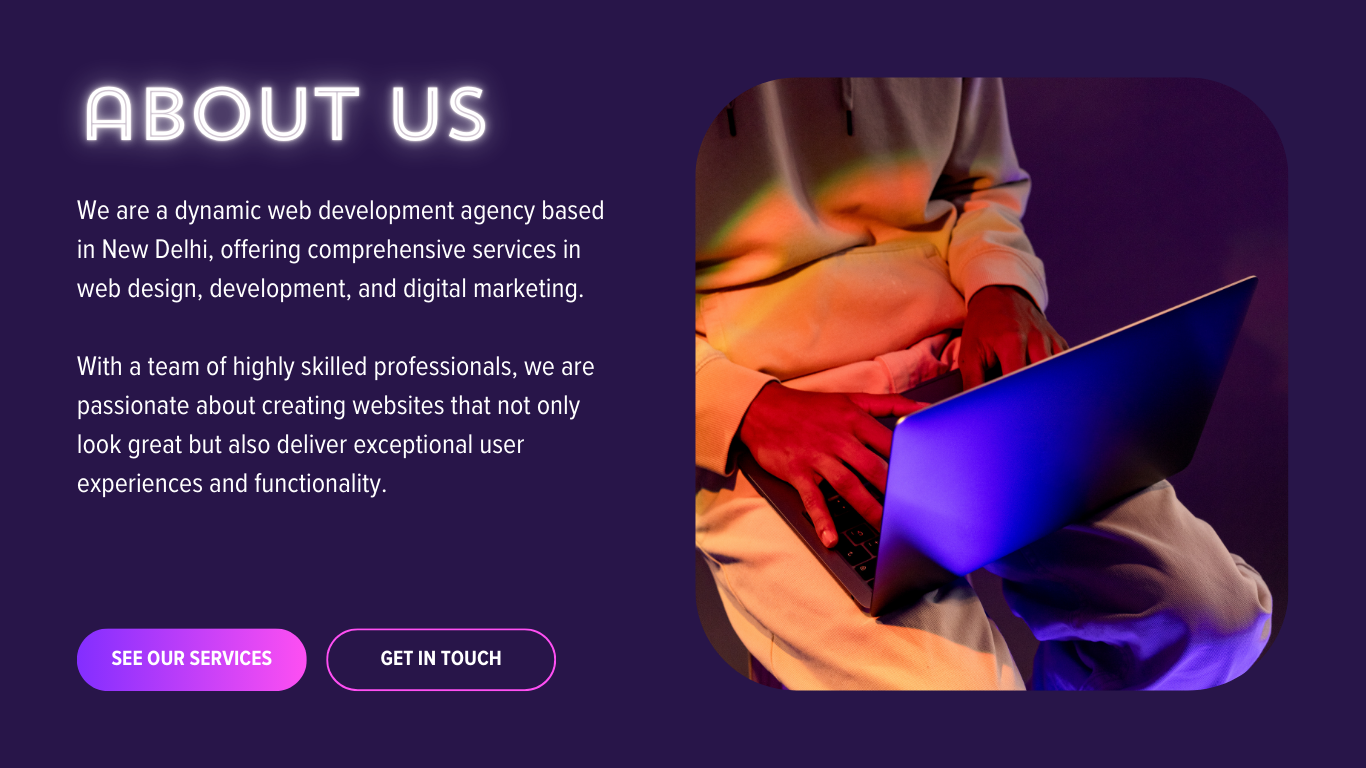 ABOUT US
We are a dynamic web development agency based
in New Delhi, offering comprehensive services in
web design, development, and digital marketing.
With a team of highly skilled professionals, we are
passionate about creating websites that not only
look great but also deliver exceptional user
experiences and functionality.
SEE OUR SERVICES
GET IN TOUCH